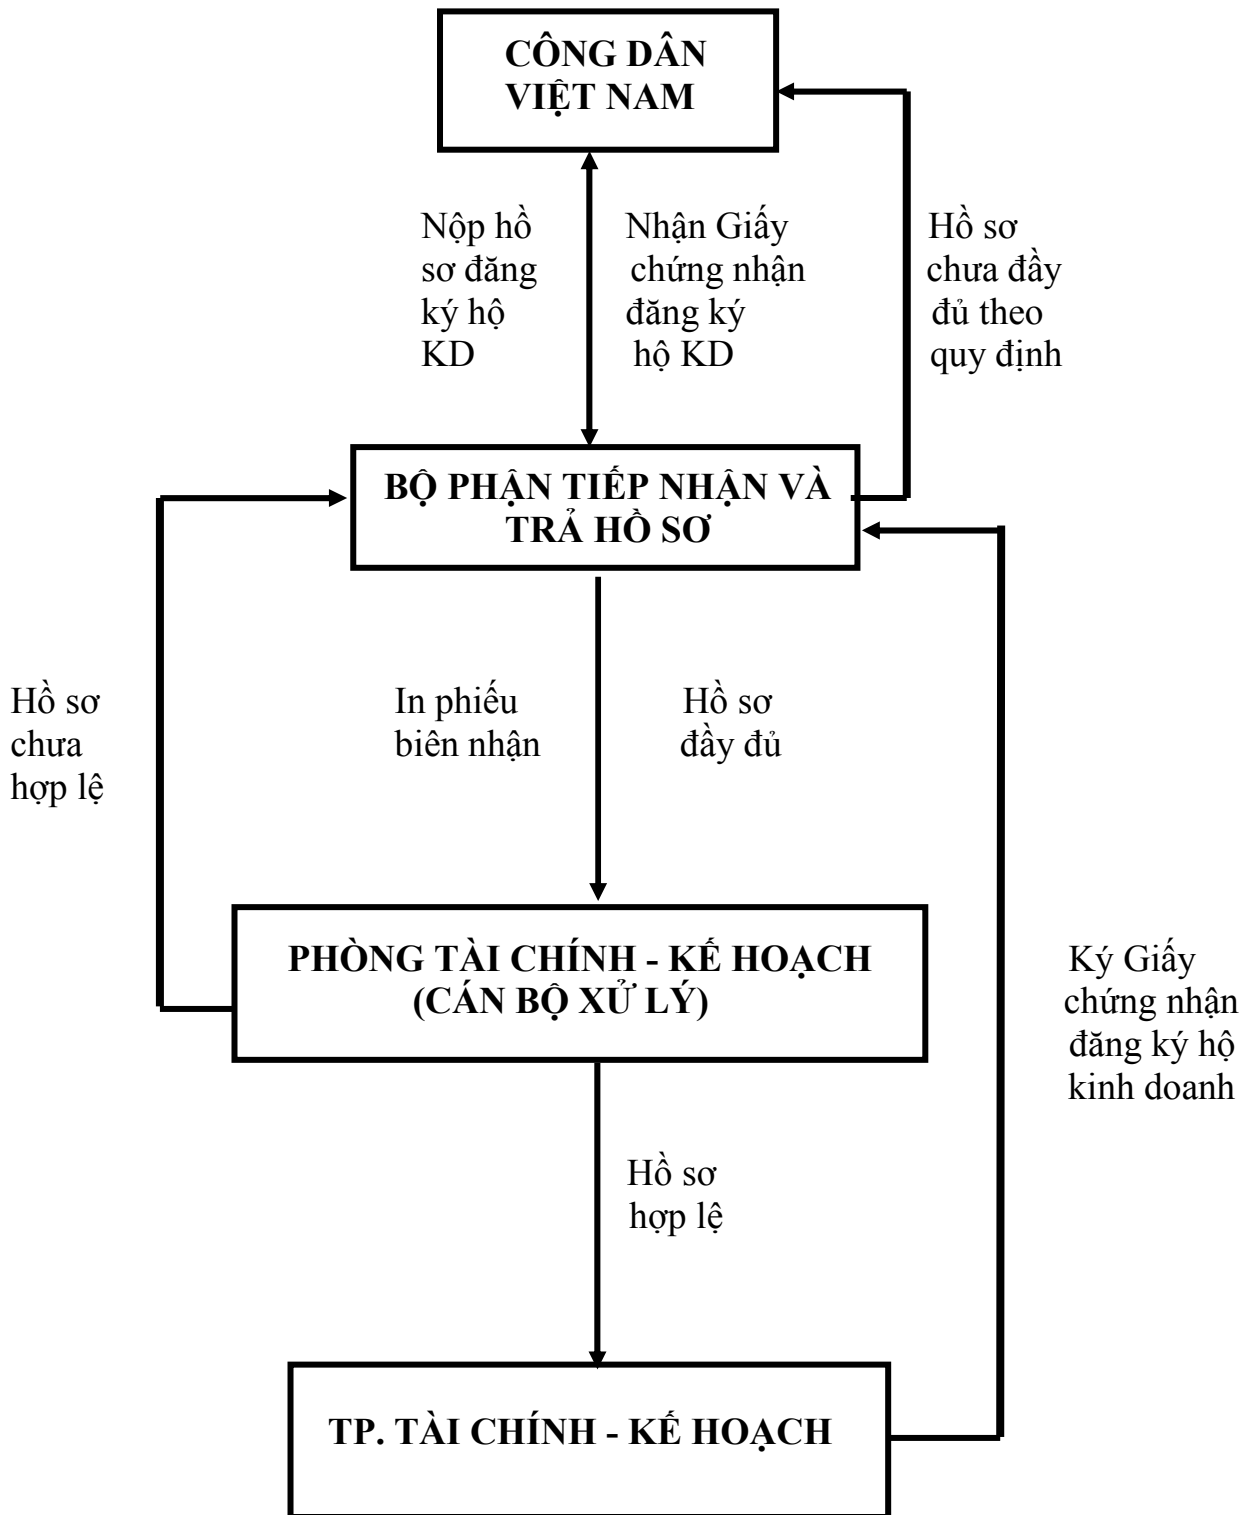 CÔNG DÂN
VIỆT NAM
Nộp hồ
sơ đăng
ký hộ
KD
Nhận Giấy
chứng nhận
đăng ký
hộ KD
Hồ sơ
chưa đầy
đủ theo
quy định
BỘ PHẬN TIẾP NHẬN VÀ
TRẢ HỒ SƠ
Hồ sơ
chưa
hợp lệ
In phiếu
biên nhận
Hồ sơ
đầy đủ
PHÒNG TÀI CHÍNH - KẾ HOẠCH
(CÁN BỘ XỬ LÝ)
Ký Giấy
chứng nhận
đăng ký hộ
kinh doanh
Hồ sơ
hợp lệ
TP. TÀI CHÍNH - KẾ HOẠCH